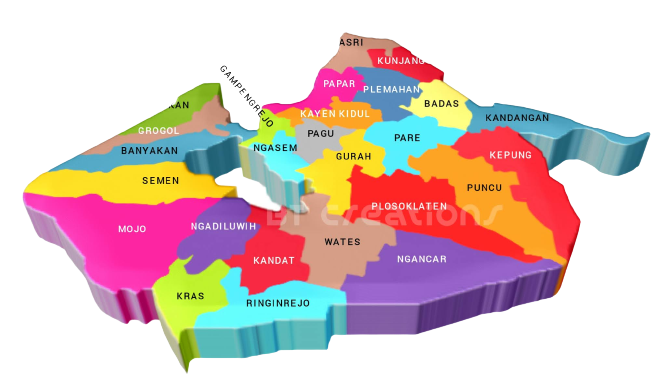 ASRI
KUNJANG
GAMPENGREJO
PAPAR
PLEMAHAN
KAN
BADAS
GROGOL
KAYEN KIDUL
KANDANGAN
PAGU
PARE
BANYAKAN
NGASEM
GURAH
KEPUNG
SEMEN
PUNCU
PLOSOKLATEN
MOJO
NGADILUWIH
WATES
KANDAT
NGANCAR
KRAS
RINGINREJO